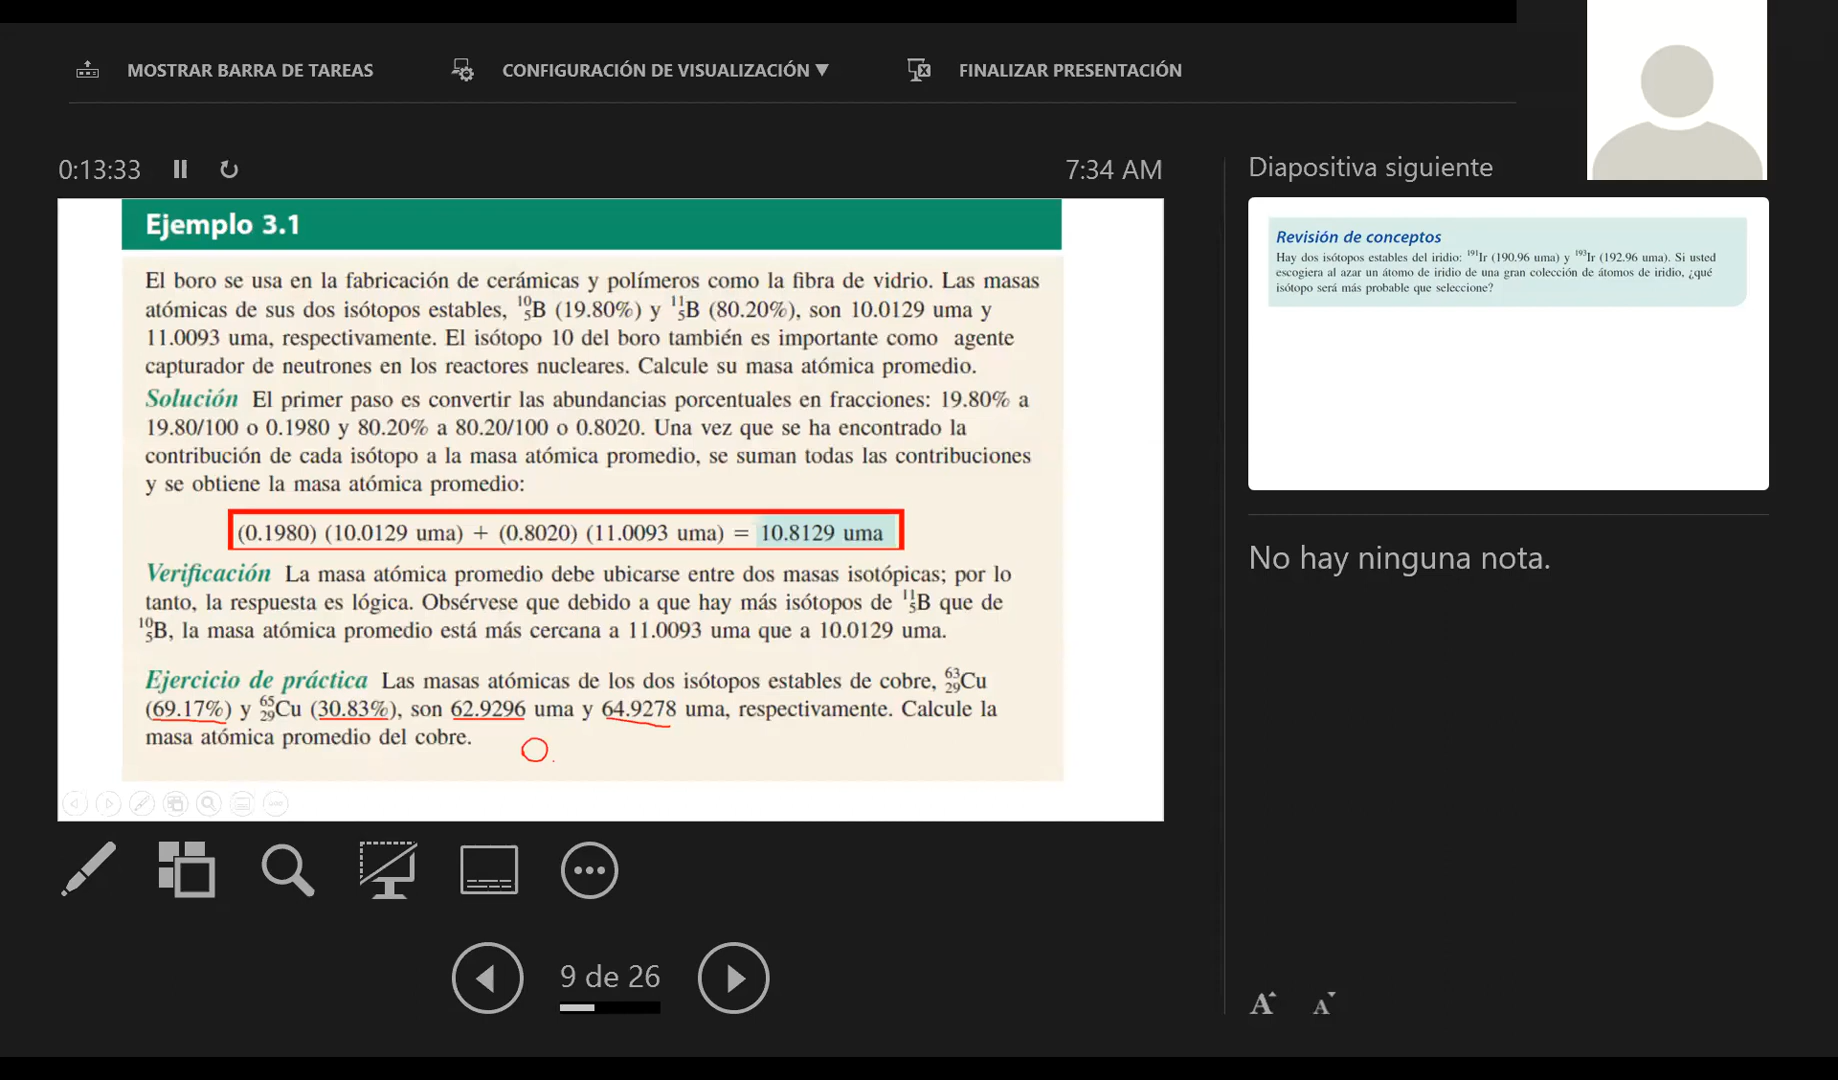 MOSTRAR BARRA DE TAREAS
CONFIGURACIÓN DE VISUALIZACIÓN ▼
FINALIZAR PRESENTACIÓN
0:13:33
7:34 AM
Ejemplo 3.1
El boro se usa en la fabricación de cerámicas y polímeros como la fibra de vidrio. Las masas
atómicas de sus dos isótopos estables, ¹⁰₅B (19.80%) y ¹¹₅B (80.20%), son 10.0129 uma y
11.0093 uma, respectivamente. El isótopo 10 del boro también es importante como agente
capturador de neutrones en los reactores nucleares. Calcule su masa atómica promedio.
Solución El primer paso es convertir las abundancias porcentuales en fracciones: 19.80% a
19.80/100 o 0.1980 y 80.20% a 80.20/100 o 0.8020. Una vez que se ha encontrado la
contribución de cada isótopo a la masa atómica promedio, se suman todas las contribuciones
y se obtiene la masa atómica promedio:
(0.1980) (10.0129 uma) + (0.8020) (11.0093 uma) = 10.8129 uma
Verificación La masa atómica promedio debe ubicarse entre dos masas isotópicas; por lo
tanto, la respuesta es lógica. Obsérvese que debido a que hay más isótopos de ¹¹₅B que de
¹⁰₅B, la masa atómica promedio está más cercana a 11.0093 uma que a 10.0129 uma.
Ejercicio de práctica Las masas atómicas de los dos isótopos estables de cobre, ⁶³₂₉Cu
(69.17%) y ⁶⁵₂₉Cu (30.83%), son 62.9296 uma y 64.9278 uma, respectivamente. Calcule la
masa atómica promedio del cobre.
9 de 26
Diapositiva siguiente
Revisión de conceptos
Hay dos isótopos estables del iridio: ¹⁹¹Ir (190.96 uma) y ¹⁹³Ir (192.96 uma). Si usted
escogiera al azar un átomo de iridio de una gran colección de átomos de iridio, ¿qué
isótopo será más probable que seleccione?
No hay ninguna nota.
A A